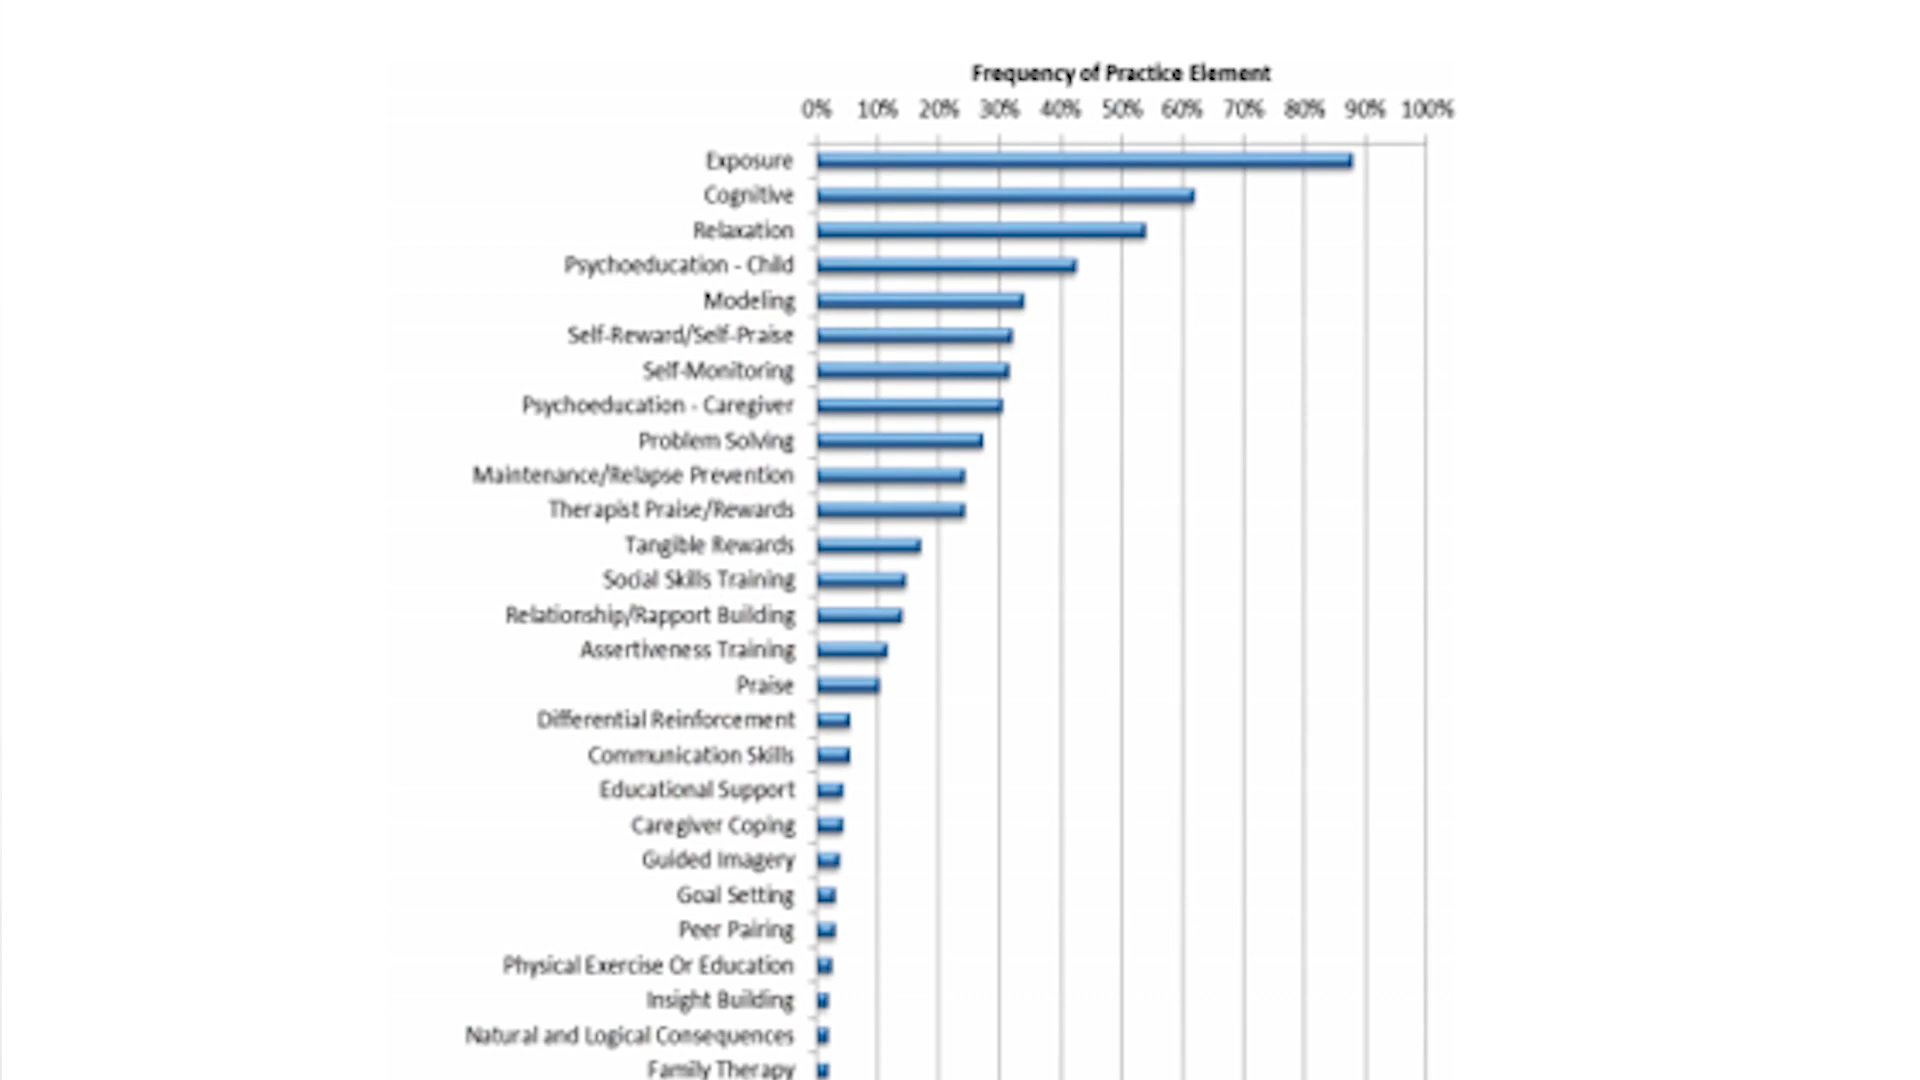 Frequency of Practice Element
0% 10% 20% 30% 40% 50% 60% 70% 80% 90% 100%
Exposure
Cognitive
Relaxation
Psychoeducation - Child
Modeling
Self-Reward/Self-Praise
Self-Monitoring
Psychoeducation - Caregiver
Problem Solving
Maintenance/Relapse Prevention
Therapist Praise/Rewards
Tangible Rewards
Social Skills Training
Relationship/Rapport Building
Assertiveness Training
Praise
Differential Reinforcement
Communication Skills
Educational Support
Caregiver Coping
Guided Imagery
Goal Setting
Peer Pairing
Physical Exercise Or Education
Insight Building
Natural and Logical Consequences
Family Therapy